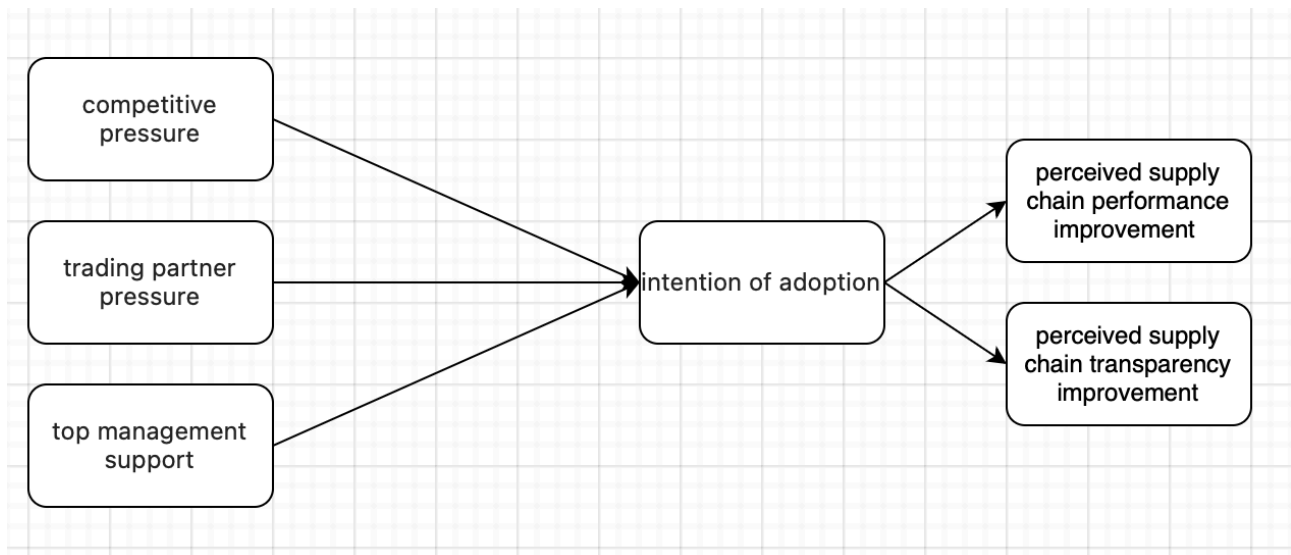 competitive
pressure
trading partner
pressure
top management
support
intention of adoption
perceived supply
chain performance
improvement
perceived supply
chain transparency
improvement